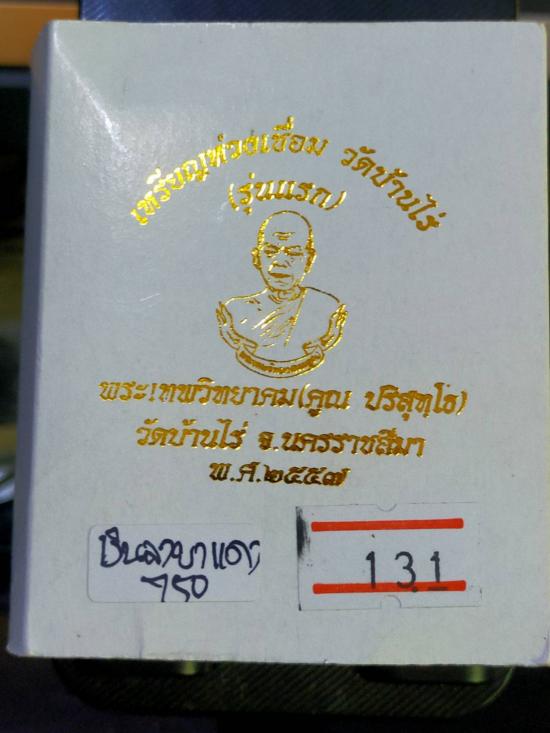 เหรียญห่วงเชื่อม วัดบ้านไร่
(รุ่นแรก)
พระเทพวิทยาคม(คูณ ปริสุทฺโธ)
วัดบ้านไร่ จ.นครราชสีมา
พ.ศ.๒๕๕๗
เงินลงยาแดง
750
131